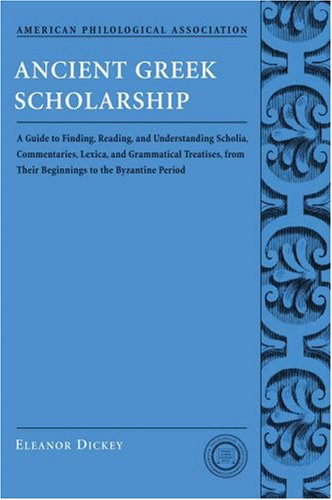 AMERICAN PHILOLOGICAL ASSOCIATION
ANCIENT GREEK
SCHOLARSHIP
A Guide to Finding, Reading, and Understanding Scholia,
Commentaries, Lexica, and Grammatical Treatises, from
Their Beginnings to the Byzantine Period
ELEANOR DICKEY